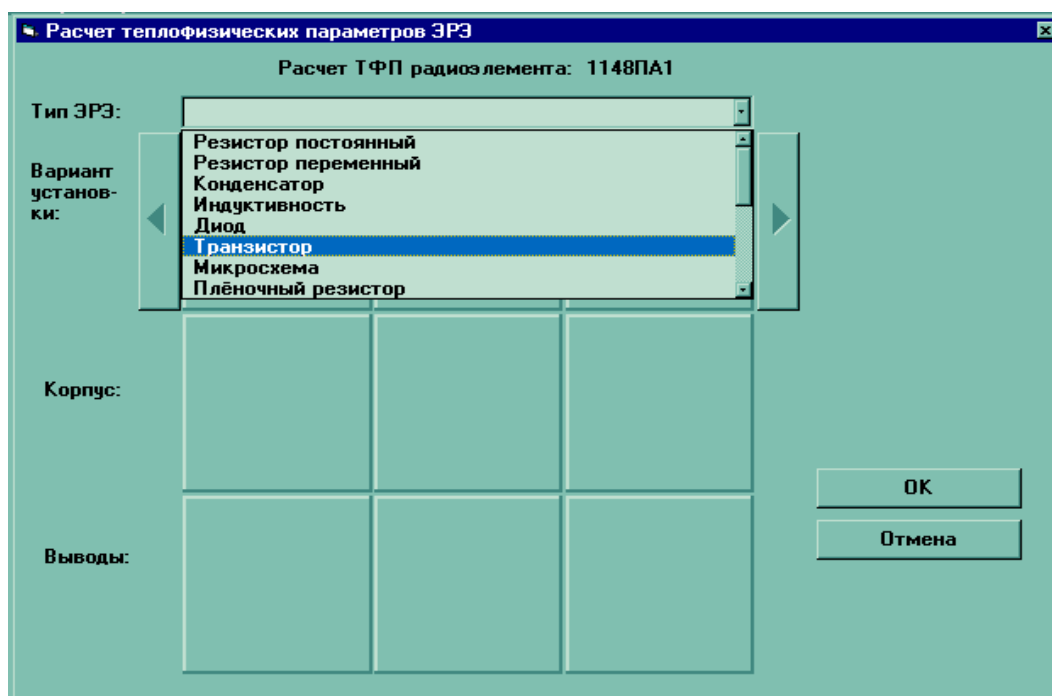 Расчет теплофизических параметров ЭРЭ
Расчет ТФП радиоэлемента: 1148ПА1
Тип ЭРЭ:
Резистор постоянный
Резистор переменный
Конденсатор
Индуктивность
Диод
Транзистор
Микросхема
Плёночный резистор
Вариант
установ-
ки:
Корпус:
Выводы:
OK
Отмена